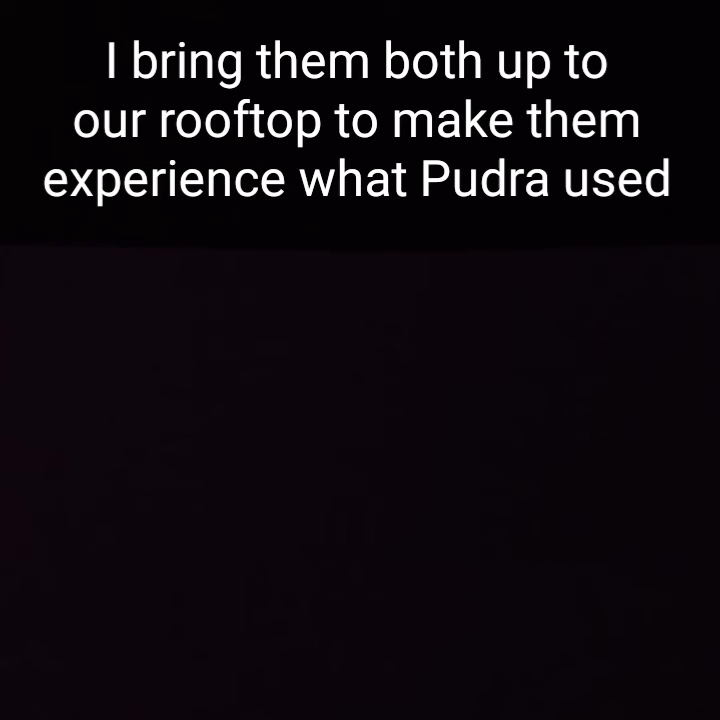 I bring them both up to
our rooftop to make them
experience what Pudra used